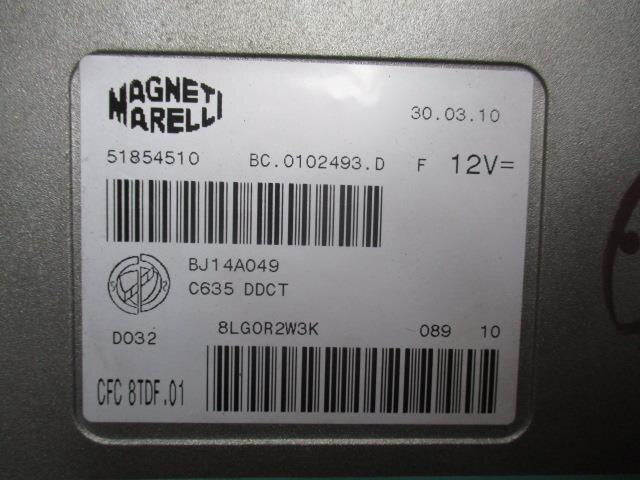 MAGNETI
MARELLI
30.03.10
51854510 BC.0102493.D F 12V=
BJ14A049
C635 DDCT
D032 8LG0R2W3K 089 10
CFC 8TDF.01